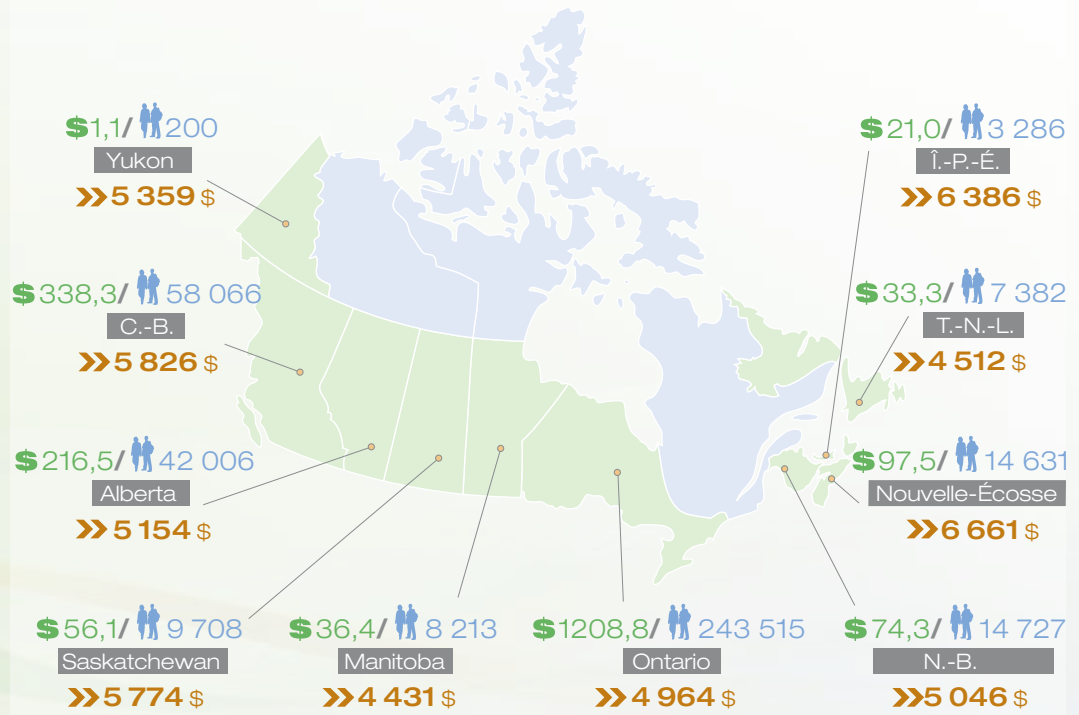 $1,1/ 200
Yukon
>>5 359 $
$21,0/ 3 286
Î.-P.-É.
>>6 386 $
$338,3/ 58 066
C.-B.
>>5 826 $
$33,3/ 7 382
T.-N.-L.
>>4 512 $
$216,5/ 42 006
Alberta
>>5 154 $
$97,5/ 14 631
Nouvelle-Écosse
>>6 661 $
$56,1/ 9 708
Saskatchewan
>>5 774 $
$36,4/ 8 213
Manitoba
>>4 431 $
$1208,8/ 243 515
Ontario
>>4 964 $
$74,3/ 14 727
N.-B.
>>5 046 $